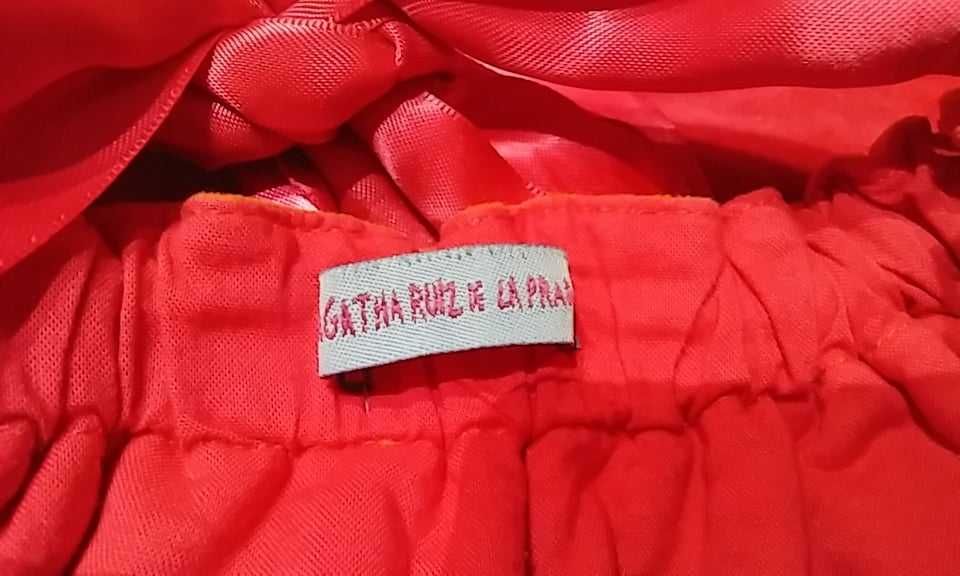 GATHA RUIZ DE LA PRA